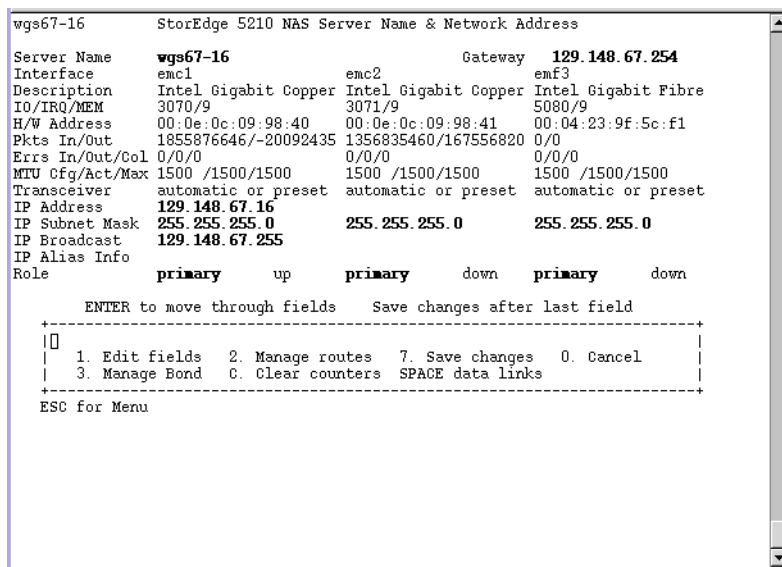 wgs67-16 StorEdge 5210 NAS Server Name & Network Address
Server Name wgs67-16 Gateway 129.148.67.254
Interface emc1 emc2 emf3
Description Intel Gigabit Copper Intel Gigabit Copper Intel Gigabit Fibre
IO/IRQ/MEM 3070/9 3071/9 5080/9
H/W Address 00:0e:0c:09:98:40 00:0e:0c:09:98:41 00:04:23:9f:5c:f1
Pkts In/Out 1855876646/-20092435 1356835460/167556820 0/0
Errs In/Out/Col 0/0/0 0/0/0 0/0/0
MTU Cfg/Act/Max 1500 /1500/1500 1500 /1500/1500 1500 /1500/1500
Transceiver automatic or preset automatic or preset automatic or preset
IP Address 129.148.67.16
IP Subnet Mask 255.255.255.0 255.255.255.0 255.255.255.0
IP Broadcast 129.148.67.255
IP Alias Info
Role primary up primary down primary down
ENTER to move through fields Save changes after last field
1. Edit fields 2. Manage routes 7. Save changes 0. Cancel
3. Manage Bond C. Clear counters SPACE data links
ESC for Menu